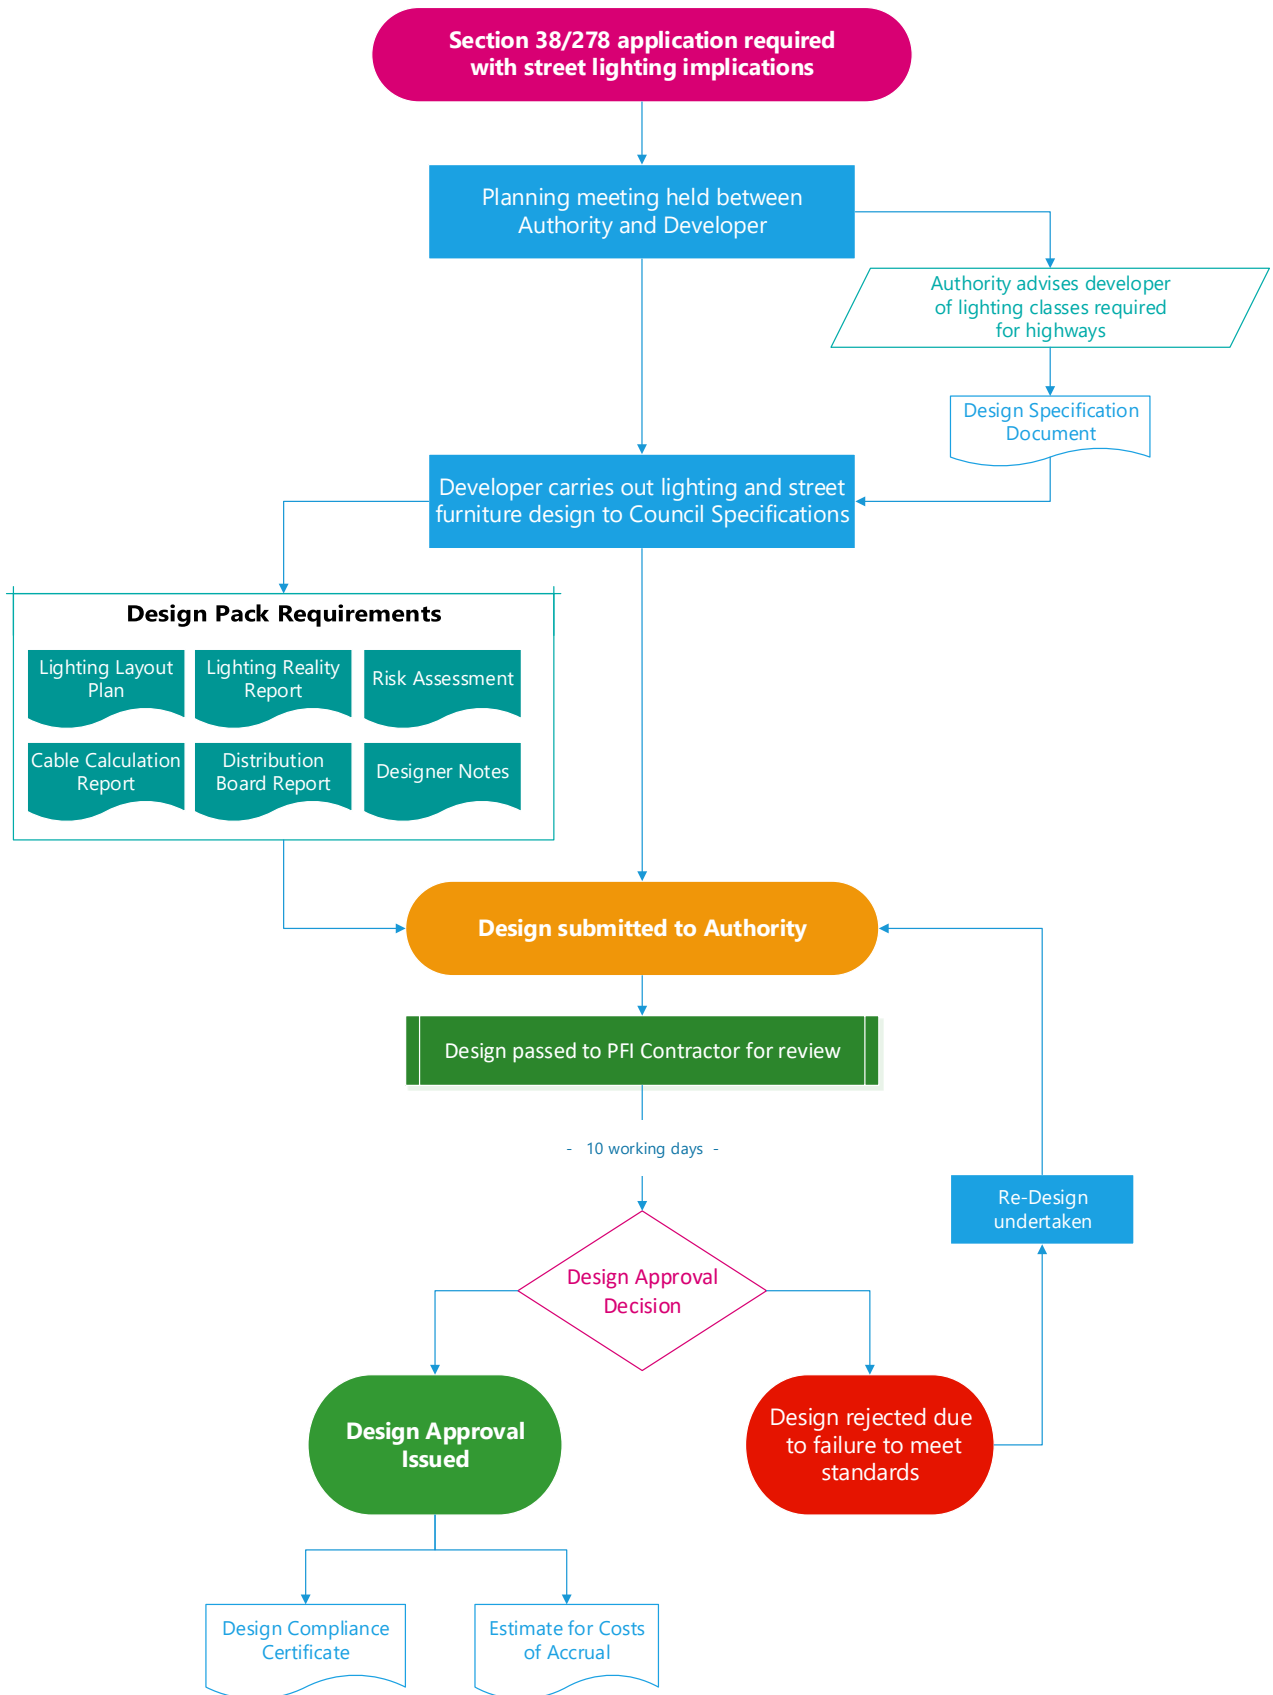 Section 38/278 application required
with street lighting implications
Planning meeting held between
Authority and Developer
Authority advises developer
of lighting classes required
for highways
Design Specification
Document
Developer carries out lighting and street
furniture design to Council Specifications
Design Pack Requirements
Lighting Layout
Plan
Lighting Reality
Report
Risk Assessment
Cable Calculation
Report
Distribution
Board Report
Designer Notes
Design submitted to Authority
Design passed to PFI Contractor for review
- 10 working days -
Re-Design
undertaken
Design Approval
Decision
Design Approval
Issued
Design rejected due
to failure to meet
standards
Design Compliance
Certificate
Estimate for Costs
of Accrual